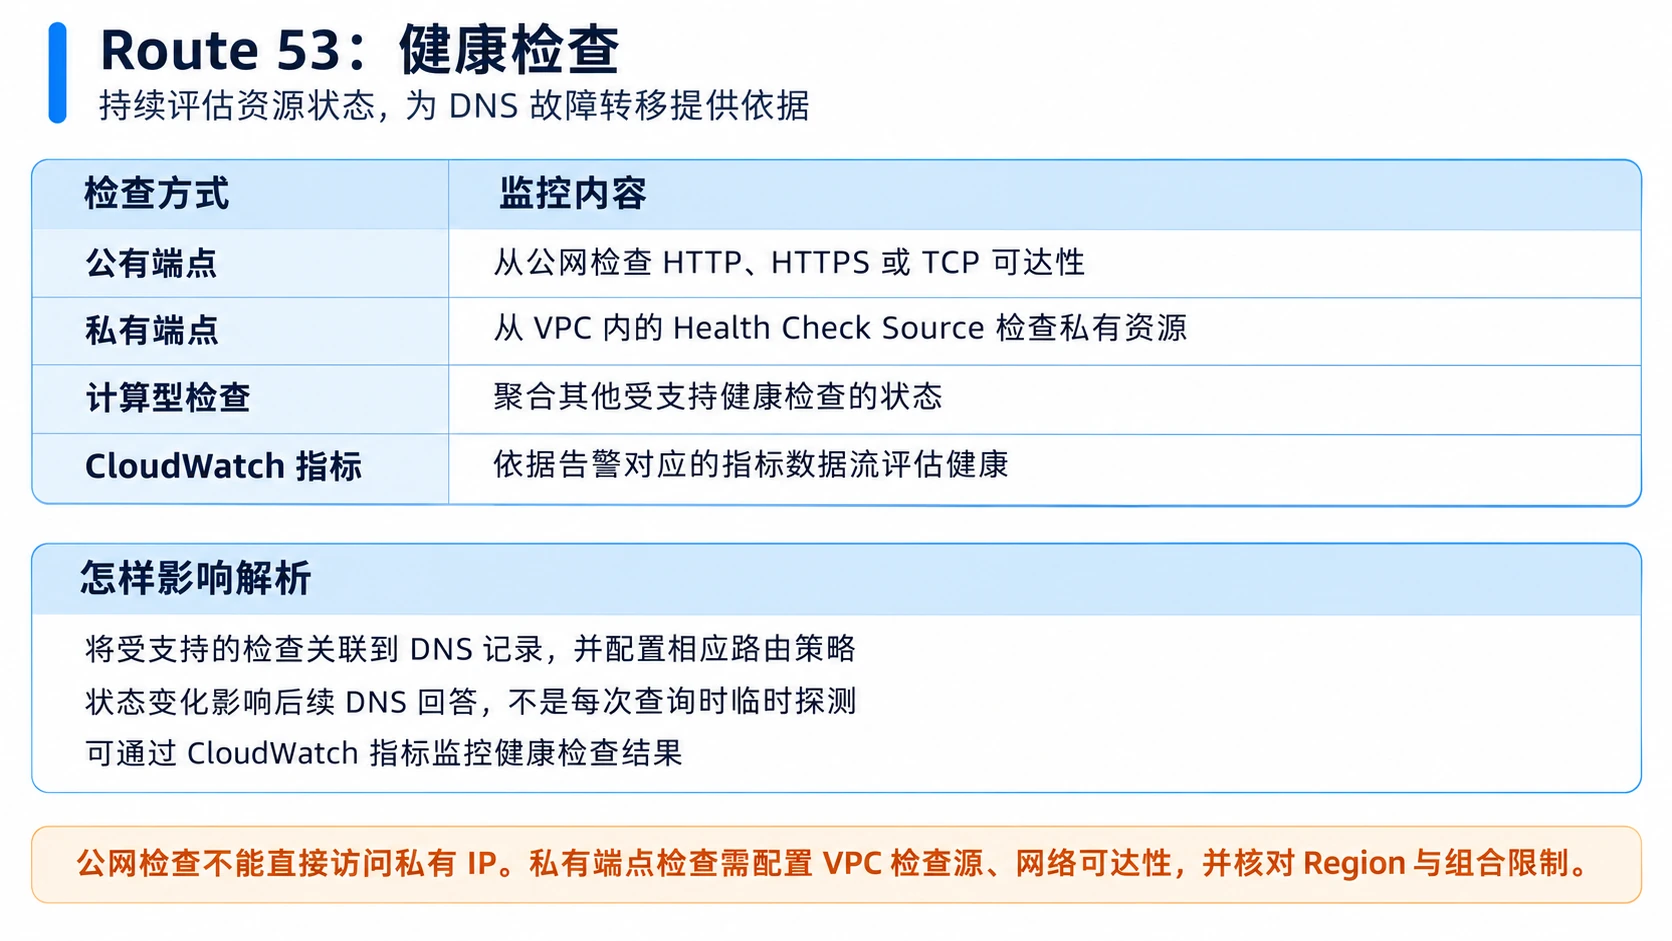 Route 53：健康检查
持续评估资源状态，为 DNS 故障转移提供依据
检查方式 监控内容
公有端点 从公网检查 HTTP、HTTPS 或 TCP 可达性
私有端点 从 VPC 内的 Health Check Source 检查私有资源
计算型检查 聚合其他受支持健康检查的状态
CloudWatch 指标 依据告警对应的指标数据流评估健康
怎样影响解析
将受支持的检查关联到 DNS 记录，并配置相应路由策略
状态变化影响后续 DNS 回答，不是每次查询时临时探测
可通过 CloudWatch 指标监控健康检查结果
公网检查不能直接访问私有 IP。私有端点检查需配置 VPC 检查源、网络可达性，并核对 Region 与组合限制。